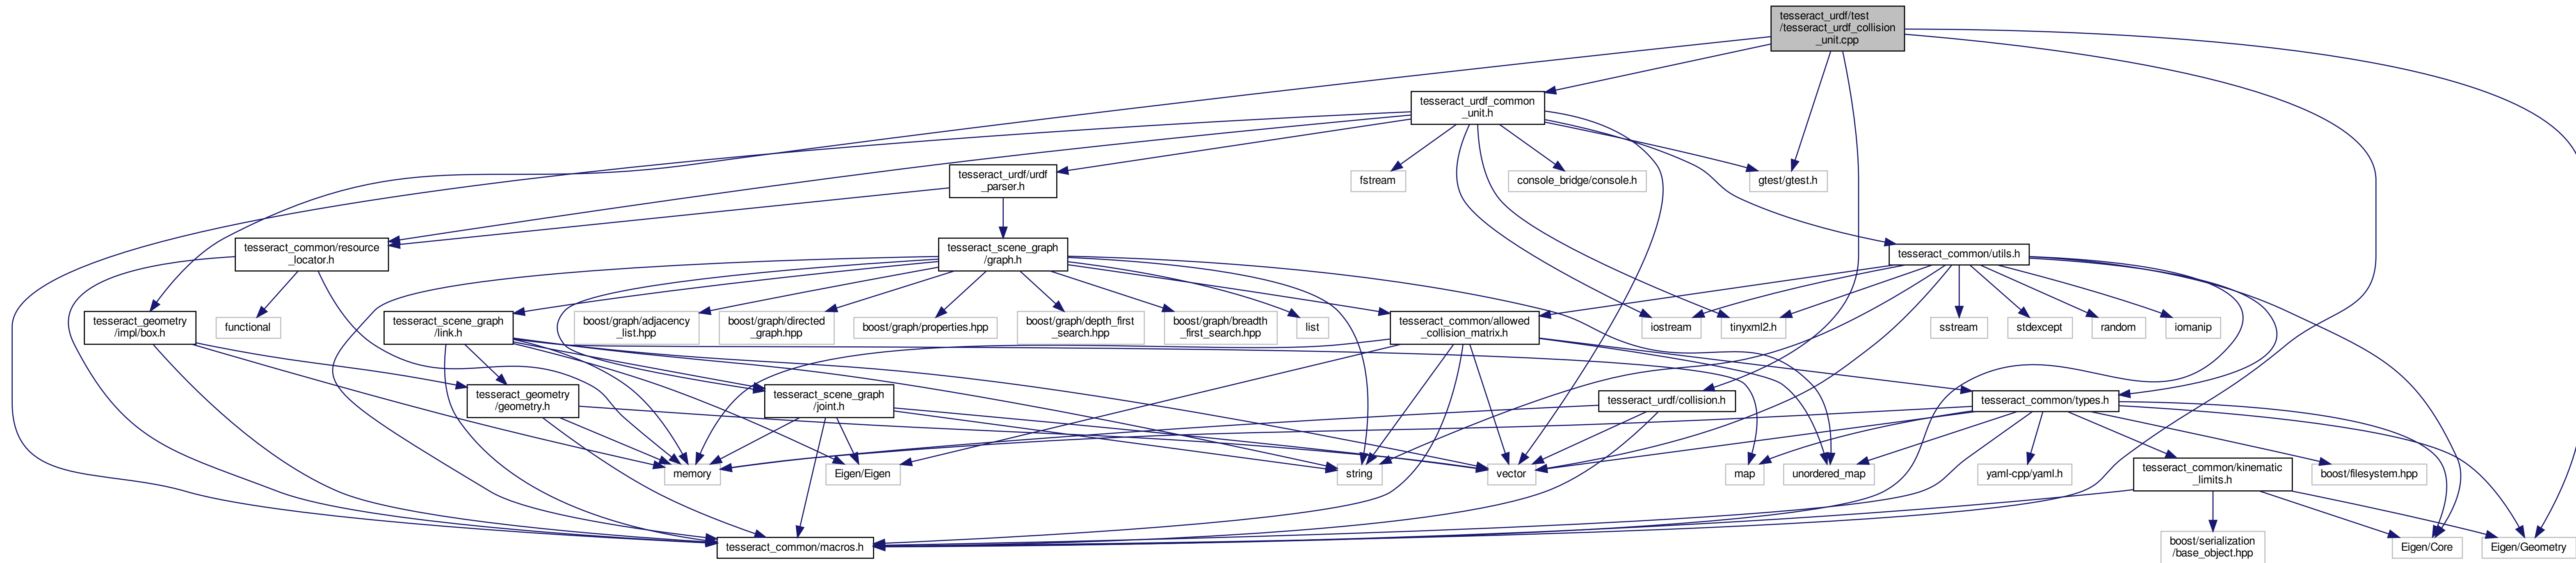 tesseract_urdf/test
/tesseract_urdf_collision
_unit.cpp
tesseract_urdf_common
_unit.h
tesseract_urdf/urdf
_parser.h
fstream
console_bridge/console.h
gtest/gtest.h
tesseract_common/resource
_locator.h
tesseract_scene_graph
/graph.h
tesseract_common/utils.h
tesseract_geometry
/impl/box.h
functional
tesseract_scene_graph
/link.h
boost/graph/adjacency
_list.hpp
boost/graph/directed
_graph.hpp
boost/graph/properties.hpp
boost/graph/depth_first
_search.hpp
boost/graph/breadth
_first_search.hpp
list
tesseract_common/allowed
_collision_matrix.h
iostream
tinyxml2.h
sstream
stdexcept
random
iomanip
tesseract_geometry
/geometry.h
tesseract_scene_graph
/joint.h
tesseract_urdf/collision.h
tesseract_common/types.h
memory
Eigen/Eigen
string
vector
map
unordered_map
yaml-cpp/yaml.h
tesseract_common/kinematic
_limits.h
boost/filesystem.hpp
tesseract_common/macros.h
boost/serialization
/base_object.hpp
Eigen/Core
Eigen/Geometry